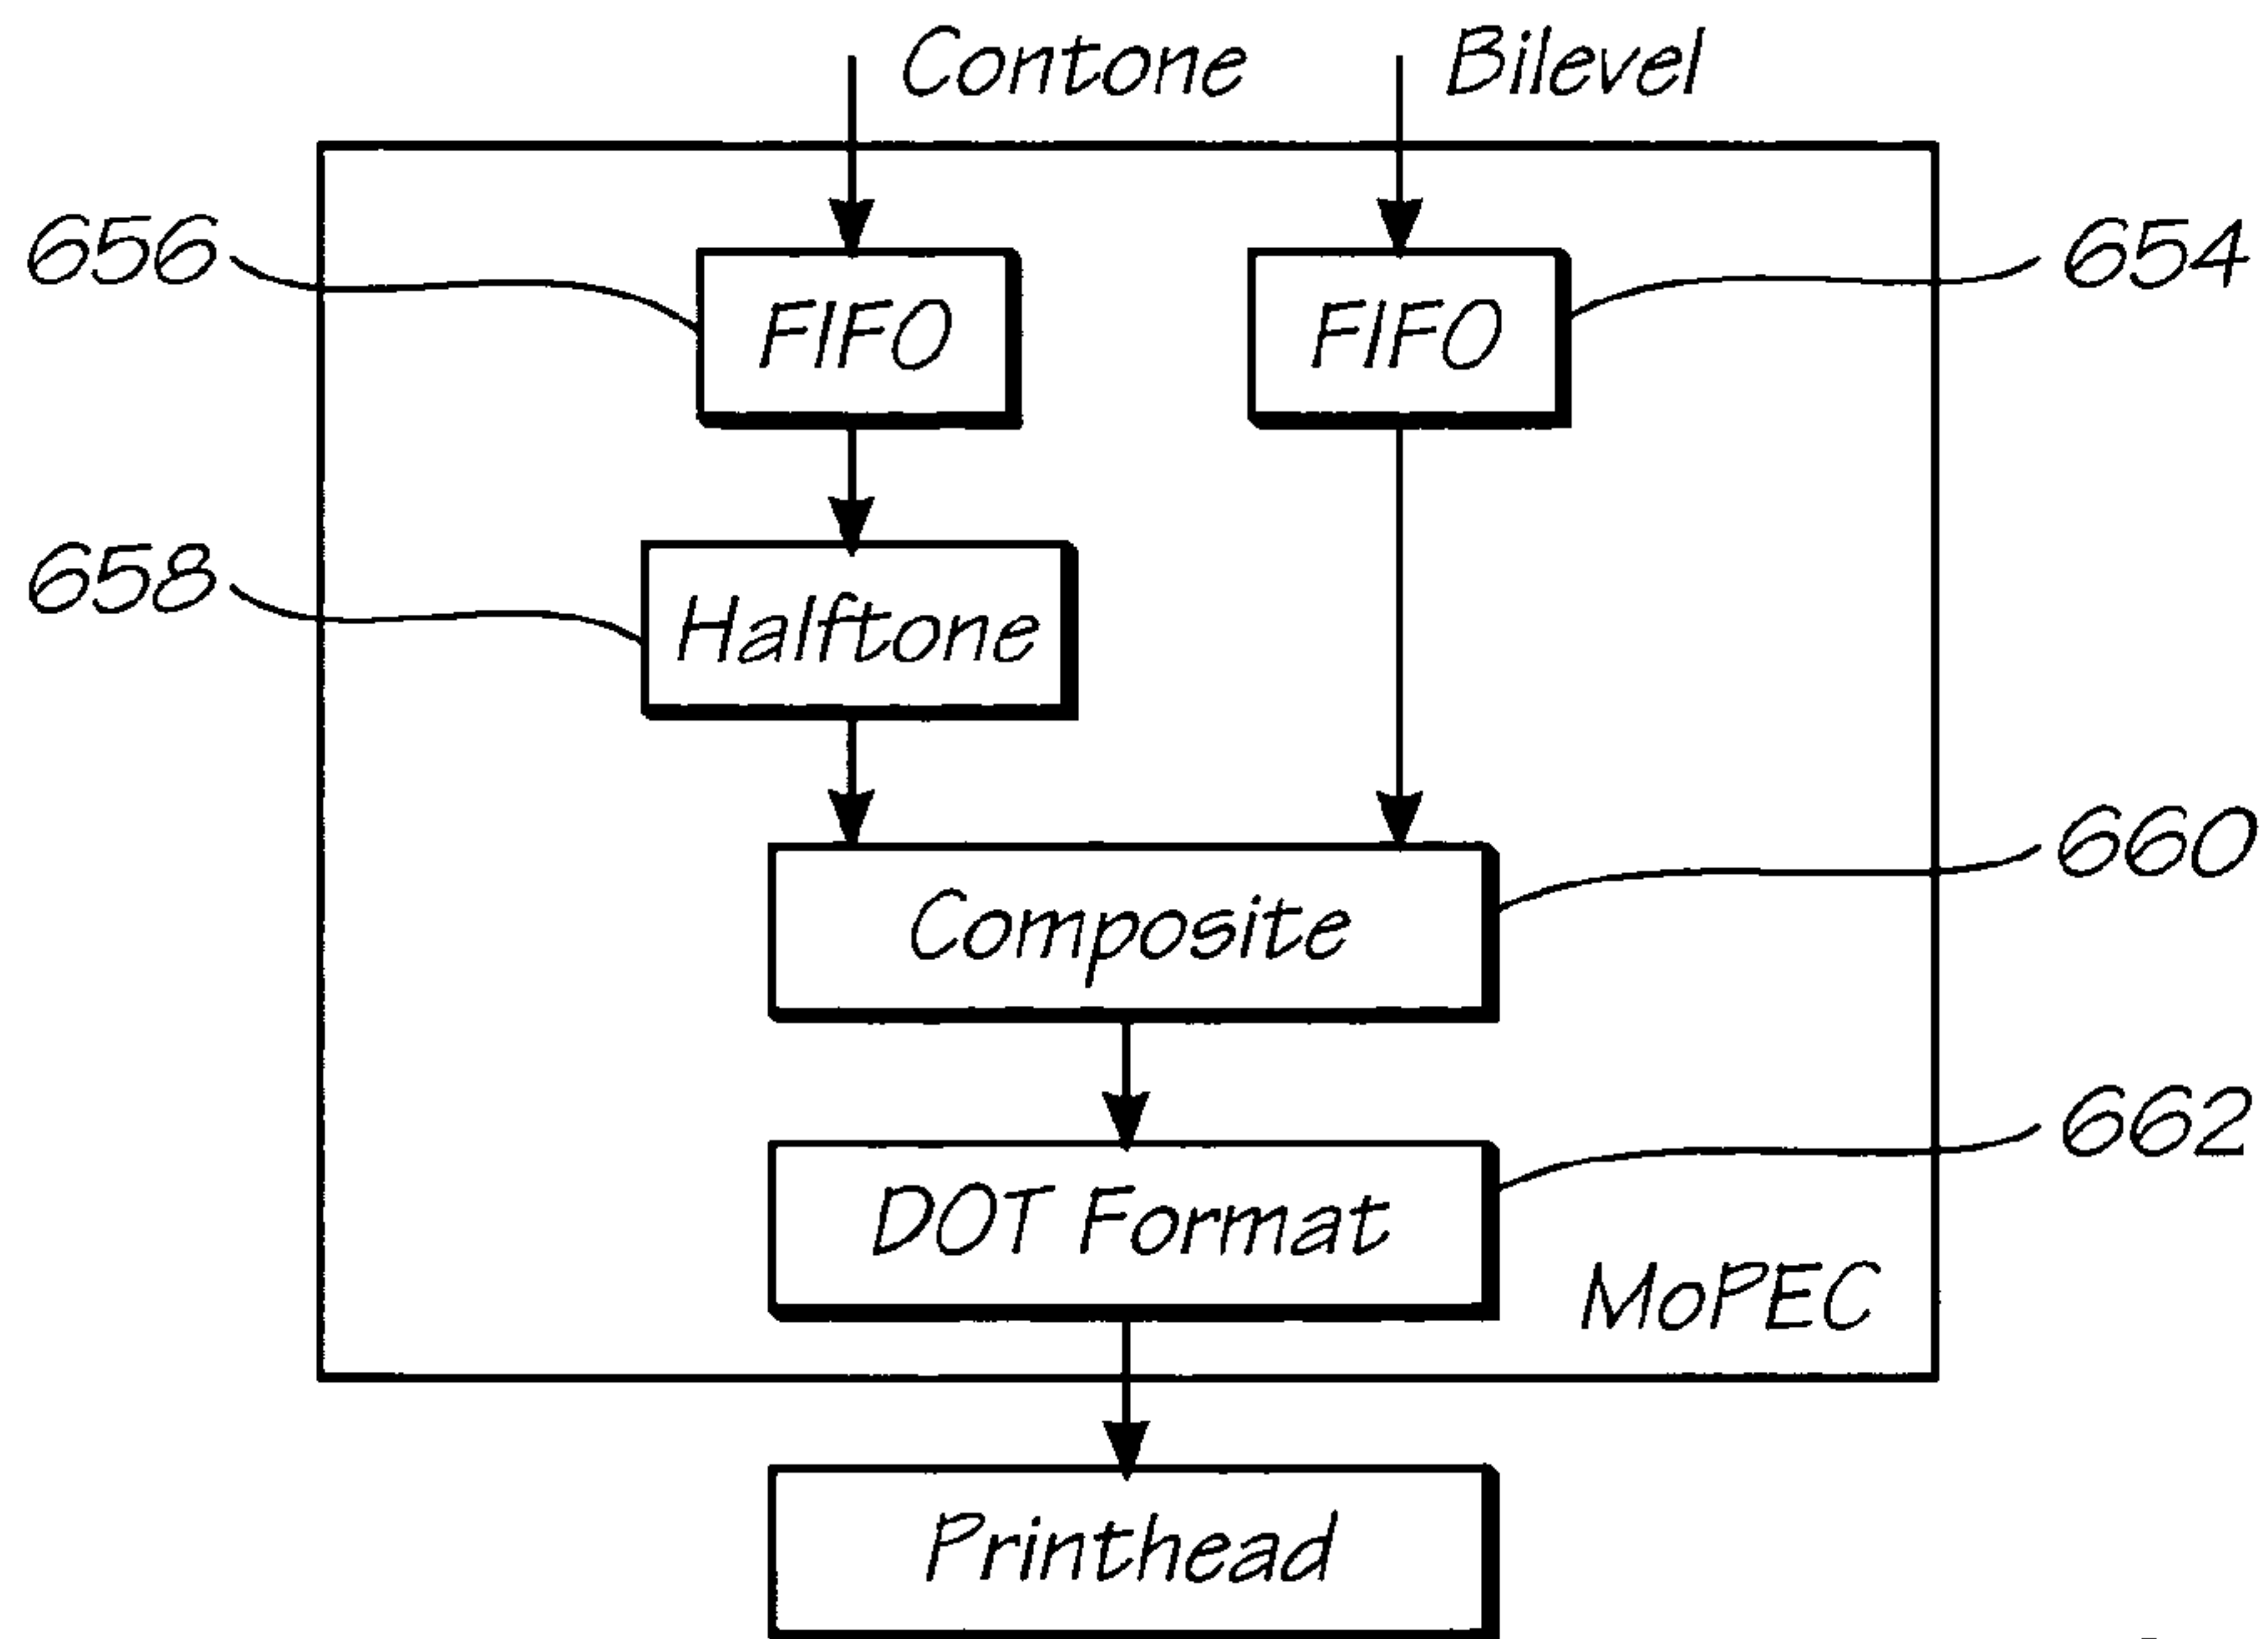 Contone
Bilevel
656
FIFO
FIFO
654
658
Halftone
660
Composite
662
DOT Format
MoPEC
Printhead